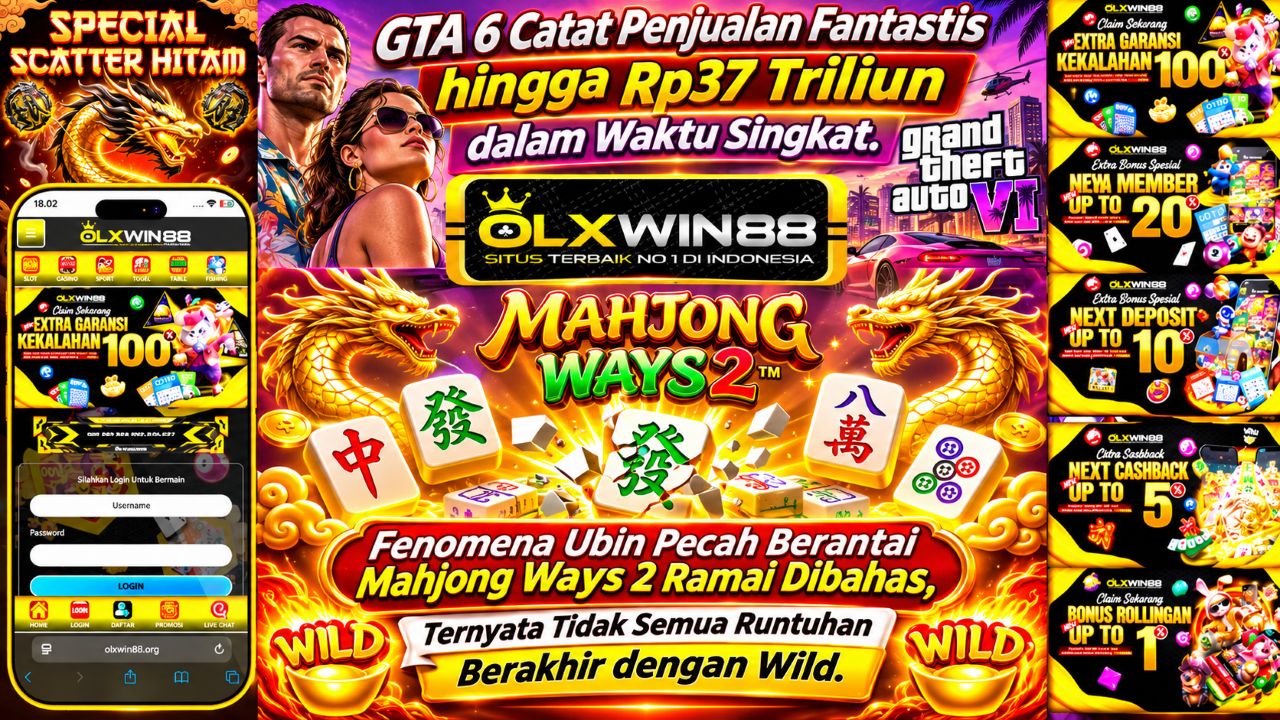 SPECIAL
SCATTER HITAM
18.02
OLXWIN88
SLOT CASINO SPORT TOGEL TABLE FISHING
OLXWIN88
Claim Sekarang
EXTRA GARANSI
KEKALAHAN 100%
Silahkan Login Untuk Bermain
Username
Password
LOGIN
HOME LOGIN DAFTAR PROMOSI LIVE CHAT
olxwin88.org
GTA 6 Catat Penjualan Fantastis
hingga Rp37 Triliun
dalam Waktu Singkat.
grand
theft
auto
VI
OLXWIN88
SITUS TERBAIK NO 1 DI INDONESIA
MAHJONG
WAYS 2™
中
發
發
八
萬
Fenomena Ubin Pecah Berantai
Mahjong Ways 2 Ramai Dibahas,
Ternyata Tidak Semua Runtuhan
Berakhir dengan Wild.
WILD
WILD
Claim Sekarang
EXTRA GARANSI
KEKALAHAN 100%
OLXWIN88
Extra Bonus Spesial
NEW MEMBER
UP TO 20%
OLXWIN88
Extra Bonus Spesial
NEXT DEPOSIT
UP TO 10%
OLXWIN88
NEXT CASHBACK
UP TO 5%
OLXWIN88
Claim Sekarang
BONUS ROLLINGAN
UP TO 1%